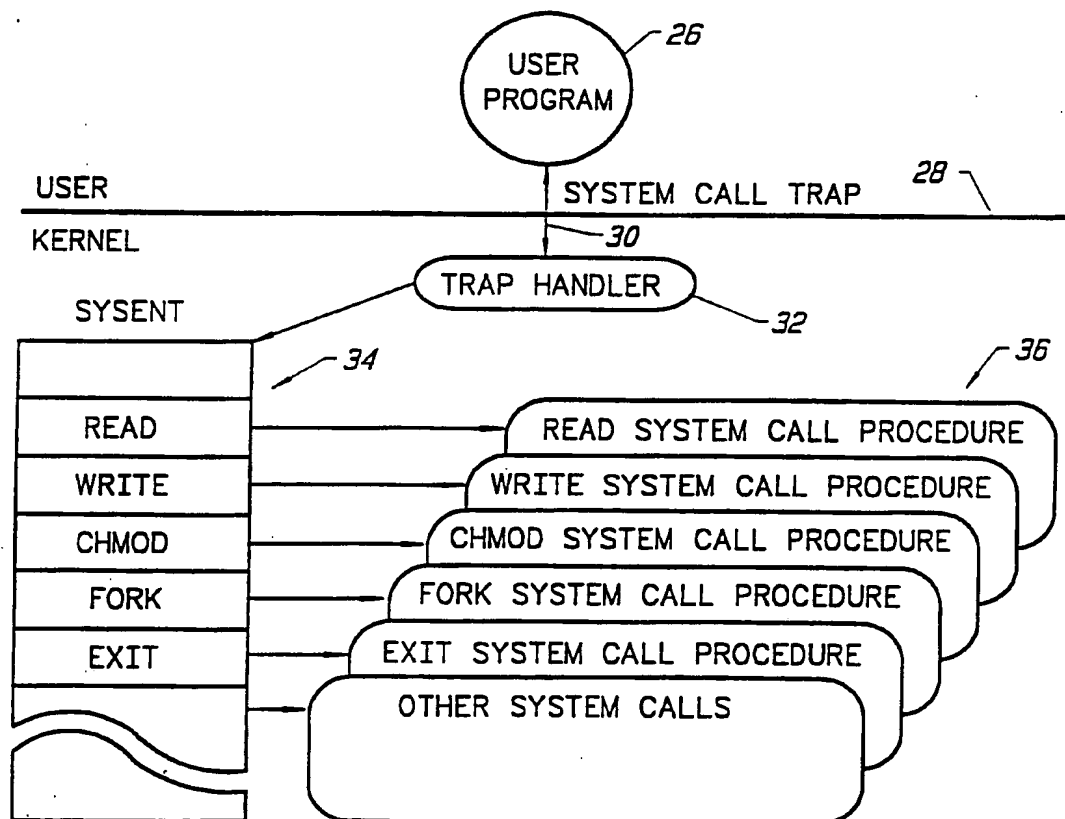 26
USER
PROGRAM
USER
SYSTEM CALL TRAP
28
KERNEL
30
TRAP HANDLER
32
SYSENT
34
36
READ
READ SYSTEM CALL PROCEDURE
WRITE
WRITE SYSTEM CALL PROCEDURE
CHMOD
CHMOD SYSTEM CALL PROCEDURE
FORK
FORK SYSTEM CALL PROCEDURE
EXIT
EXIT SYSTEM CALL PROCEDURE
OTHER SYSTEM CALLS